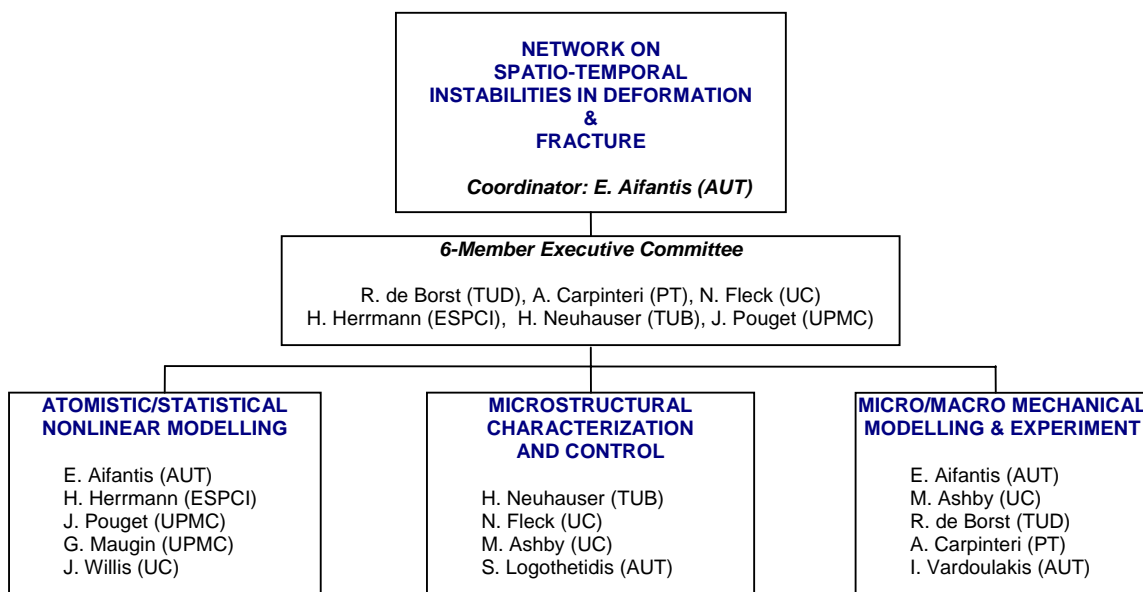 NETWORK ON
SPATIO-TEMPORAL
INSTABILITIES IN DEFORMATION
&
FRACTURE
Coordinator: E. Aifantis (AUT)
6-Member Executive Committee
R. de Borst (TUD), A. Carpinteri (PT), N. Fleck (UC)
H. Herrmann (ESPCI), H. Neuhauser (TUB), J. Pouget (UPMC)
ATOMISTIC/STATISTICAL
NONLINEAR MODELLING
E. Aifantis (AUT)
H. Herrmann (ESPCI)
J. Pouget (UPMC)
G. Maugin (UPMC)
J. Willis (UC)
MICROSTRUCTURAL
CHARACTERIZATION
AND CONTROL
H. Neuhauser (TUB)
N. Fleck (UC)
M. Ashby (UC)
S. Logothetidis (AUT)
MICRO/MACRO MECHANICAL
MODELLING & EXPERIMENT
E. Aifantis (AUT)
M. Ashby (UC)
R. de Borst (TUD)
A. Carpinteri (PT)
I. Vardoulakis (AUT)